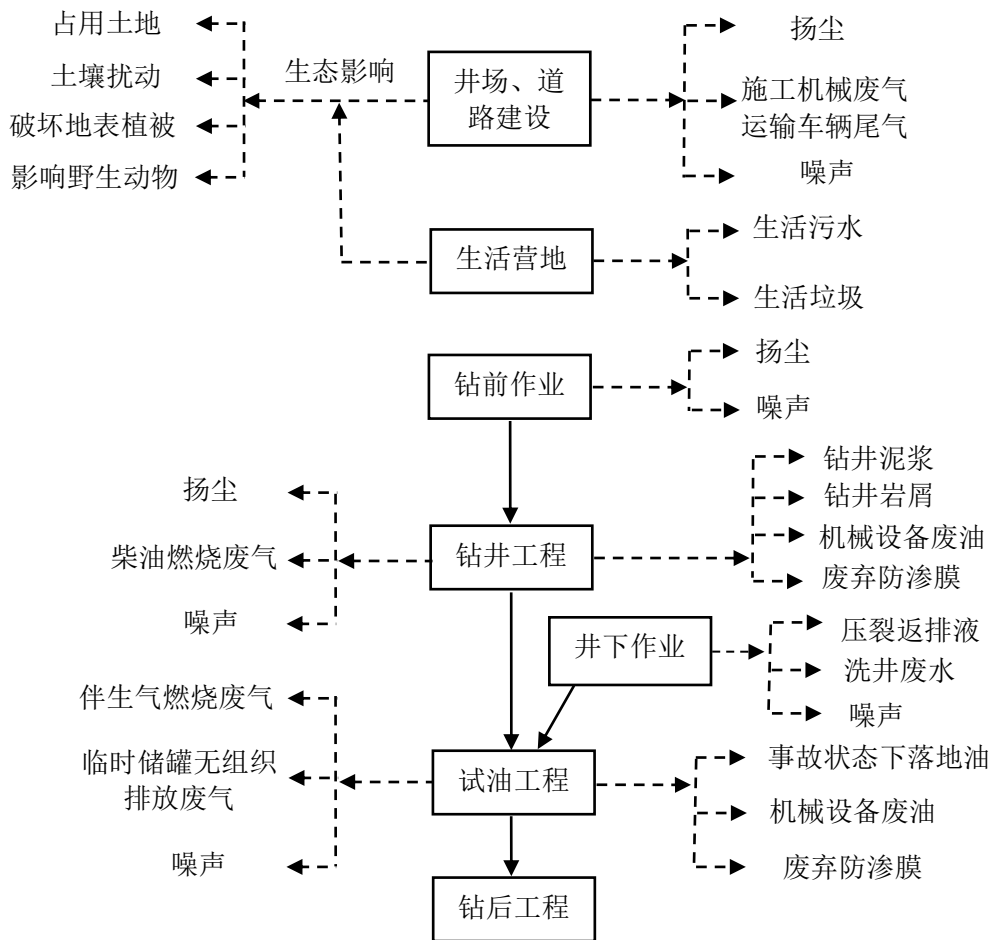 占用土地
土壤扰动
破坏地表植被
影响野生动物
生态影响
井场、道
路建设
扬尘
施工机械废气
运输车辆尾气
噪声
生活营地
生活污水
生活垃圾
钻前作业
扬尘
噪声
扬尘
柴油燃烧废气
噪声
钻井工程
钻井泥浆
钻井岩屑
机械设备废油
废弃防渗膜
井下作业
压裂返排液
洗井废水
噪声
伴生气燃烧废气
临时储罐无组织
排放废气
噪声
试油工程
事故状态下落地油
机械设备废油
废弃防渗膜
钻后工程